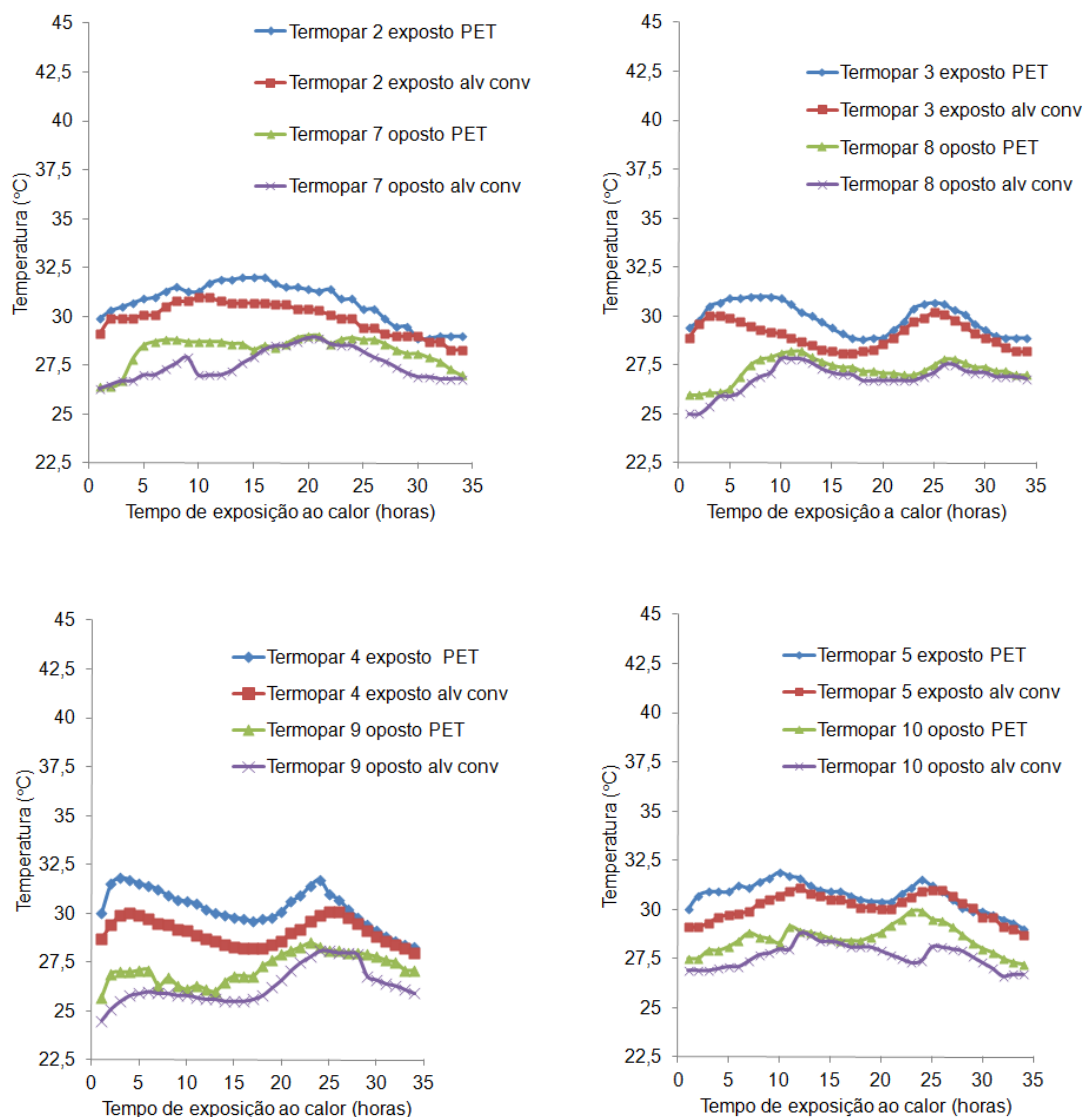 45
42,5
40
37,5
35
32,5
30
27,5
25
22,5
Temperatura (°C)
0 5 10 15 20 25 30 35
Tempo de exposição ao calor (horas)
Termopar 2 exposto PET
Termopar 2 exposto alv conv
Termopar 7 oposto PET
Termopar 7 oposto alv conv
45
42,5
40
37,5
35
32,5
30
27,5
25
22,5
Temperatura (°C)
0 5 10 15 20 25 30 35
Tempo de exposiçâo a calor (horas)
Termopar 3 exposto PET
Termopar 3 exposto alv conv
Termopar 8 oposto PET
Termopar 8 oposto alv conv
45
42,5
40
37,5
35
32,5
30
27,5
25
22,5
Temperatura (°C)
0 5 10 15 20 25 30 35
Tempo de exposição ao calor (horas)
Termopar 4 exposto PET
Termopar 4 exposto alv conv
Termopar 9 oposto PET
Termopar 9 oposto alv conv
45
42,5
40
37,5
35
32,5
30
27,5
25
22,5
Temperatura (°C)
0 5 10 15 20 25 30 35
Tempo de exposição ao calor (horas)
Termopar 5 exposto PET
Termopar 5 exposto alv conv
Termopar 10 oposto PET
Termopar 10 oposto alv conv